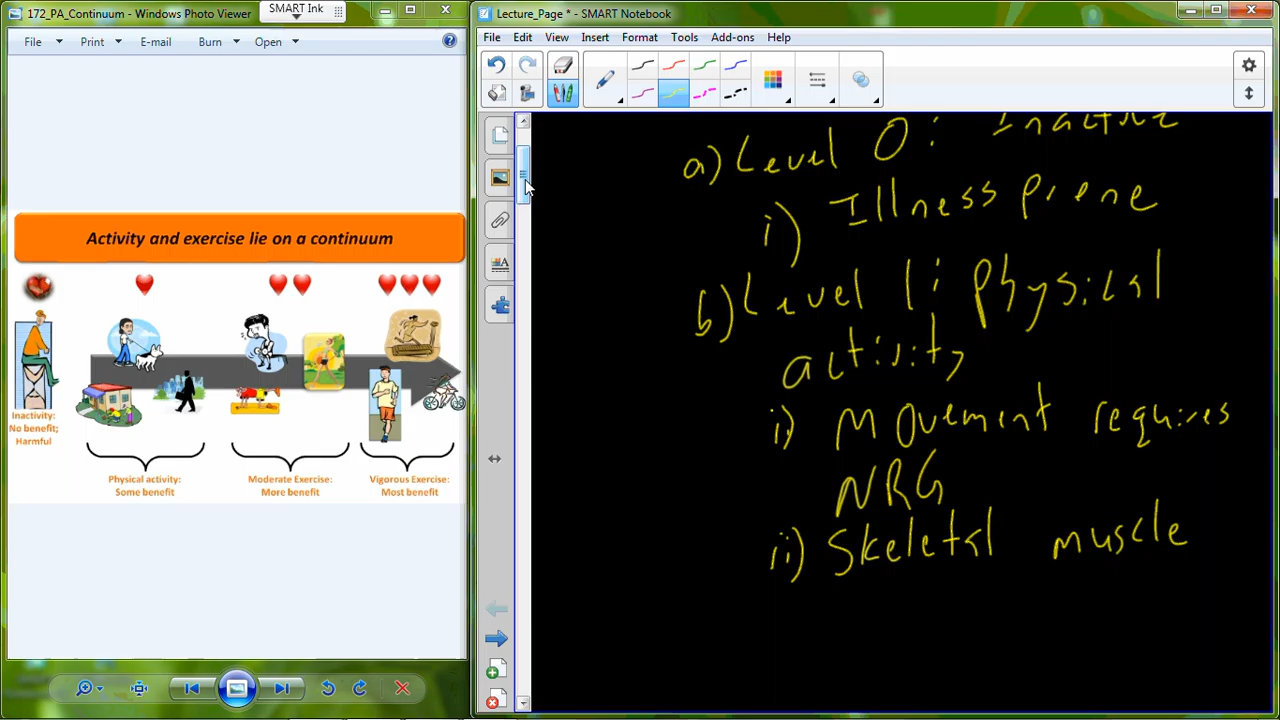 172_PA_Continuum - Windows Photo Viewer
SMART Ink
File Print E-mail Burn Open
Activity and exercise lie on a continuum
Inactivity:
No benefit;
Harmful
Physical activity:
Some benefit
Moderate Exercise:
More benefit
Vigorous Exercise:
Most benefit
Lecture_Page * - SMART Notebook
File Edit View Insert Format Tools Add-ons Help
a) Level 0: Inactive
i) Illness prone
b) Level 1: Physical
activity
i) Movement requires
NRG
ii) Skeletal muscle